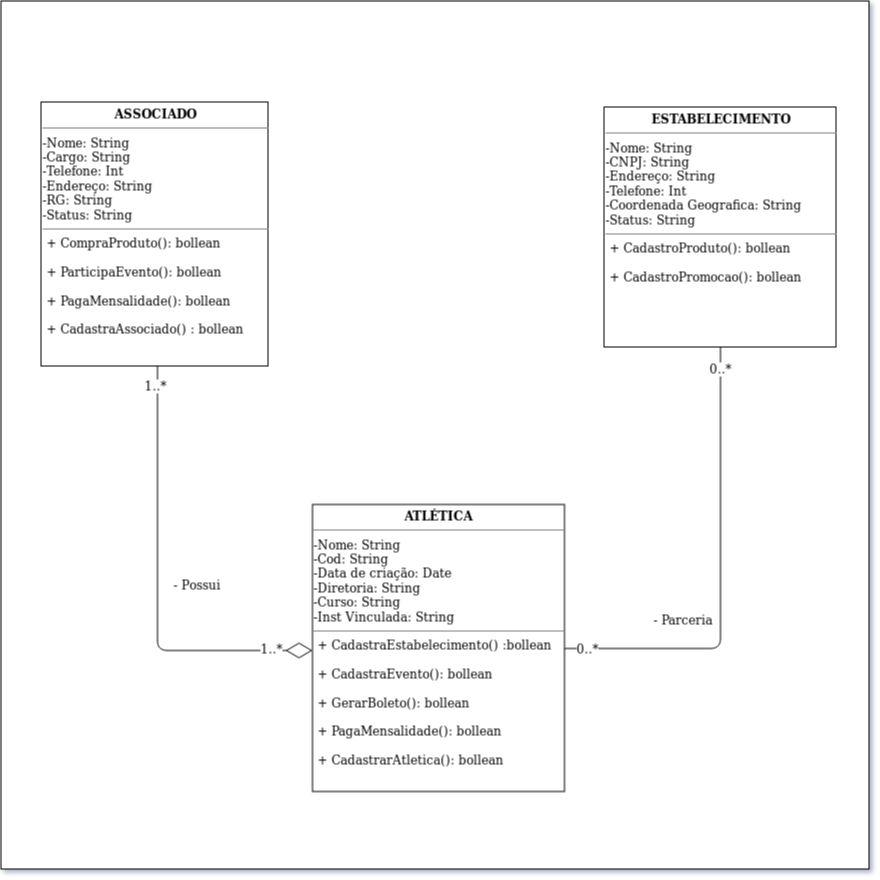 ASSOCIADO
-Nome: String
-Cargo: String
-Telefone: Int
-Endereço: String
-RG: String
-Status: String
+ CompraProduto(): bollean
+ ParticipaEvento(): bollean
+ PagaMensalidade(): bollean
+ CadastraAssociado() : bollean
1..*
ESTABELECIMENTO
-Nome: String
-CNPJ: String
-Endereço: String
-Telefone: Int
-Coordenada Geografica: String
-Status: String
+ CadastroProduto(): bollean
+ CadastroPromocao(): bollean
0..*
- Possui
1..*
ATLÉTICA
-Nome: String
-Cod: String
-Data de criação: Date
-Diretoria: String
-Curso: String
-Inst Vinculada: String
+ CadastraEstabelecimento() :bollean
+ CadastraEvento(): bollean
+ GerarBoleto(): bollean
+ PagaMensalidade(): bollean
+ CadastrarAtletica(): bollean
- Parceria
0..*